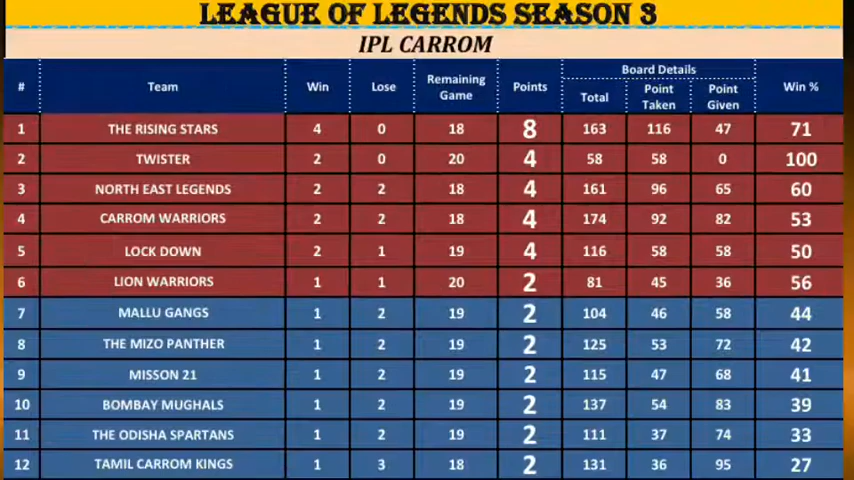 LEAGUE OF LEGENDS SEASON 3
IPL CARROM
# Team Win Lose Remaining Game Points Board Details Win %
Total Point Taken Point Given
1 THE RISING STARS 4 0 18 8 163 116 47 71
2 TWISTER 2 0 20 4 58 58 0 100
3 NORTH EAST LEGENDS 2 2 18 4 161 96 65 60
4 CARROM WARRIORS 2 2 18 4 174 92 82 53
5 LOCK DOWN 2 1 19 4 116 58 58 50
6 LION WARRIORS 1 1 20 2 81 45 36 56
7 MALLU GANGS 1 2 19 2 104 46 58 44
8 THE MIZO PANTHER 1 2 19 2 125 53 72 42
9 MISSON 21 1 2 19 2 115 47 68 41
10 BOMBAY MUGHALS 1 2 19 2 137 54 83 39
11 THE ODISHA SPARTANS 1 2 19 2 111 37 74 33
12 TAMIL CARROM KINGS 1 3 18 2 131 36 95 27